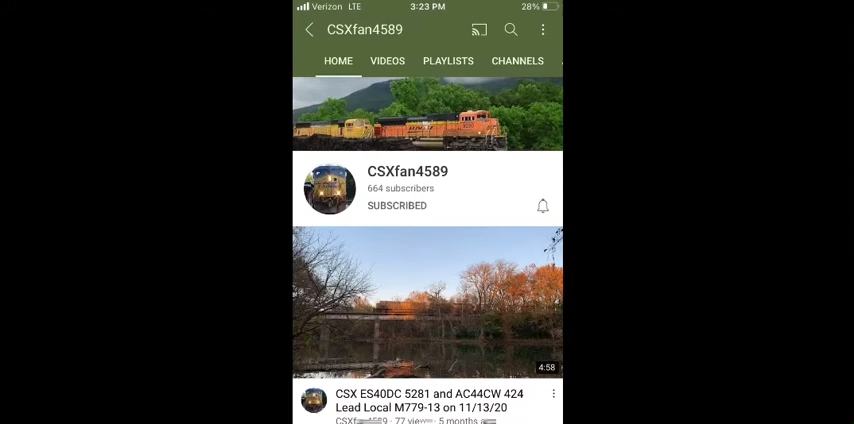 Verizon LTE 3:23 PM 28%
CSXfan4589
HOME VIDEOS PLAYLISTS CHANNELS
CSXfan4589
664 subscribers
SUBSCRIBED
4:58
CSX ES40DC 5281 and AC44CW 424
Lead Local M779-13 on 11/13/20
77 5 months